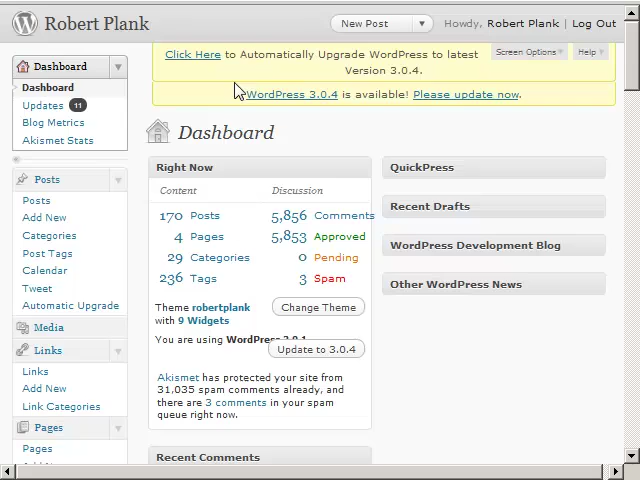 Robert Plank
New Post
Howdy, Robert Plank | Log Out
Click Here to Automatically Upgrade WordPress to latest
Version 3.0.4.
Screen Options
Help
WordPress 3.0.4 is available! Please update now.
Dashboard
Dashboard
Updates 11
Blog Metrics
Akismet Stats
Posts
Posts
Add New
Categories
Post Tags
Calendar
Tweet
Automatic Upgrade
Media
Links
Links
Add New
Link Categories
Pages
Pages
Dashboard
Right Now
Content Discussion
170 Posts 5,856 Comments
4 Pages 5,853 Approved
29 Categories 0 Pending
236 Tags 3 Spam
Theme robertplank
with 9 Widgets
Change Theme
You are using WordPress 3.0.1
Update to 3.0.4
Akismet has protected your site from
31,035 spam comments already, and
there are 3 comments in your spam
queue right now.
Recent Comments
QuickPress
Recent Drafts
WordPress Development Blog
Other WordPress News